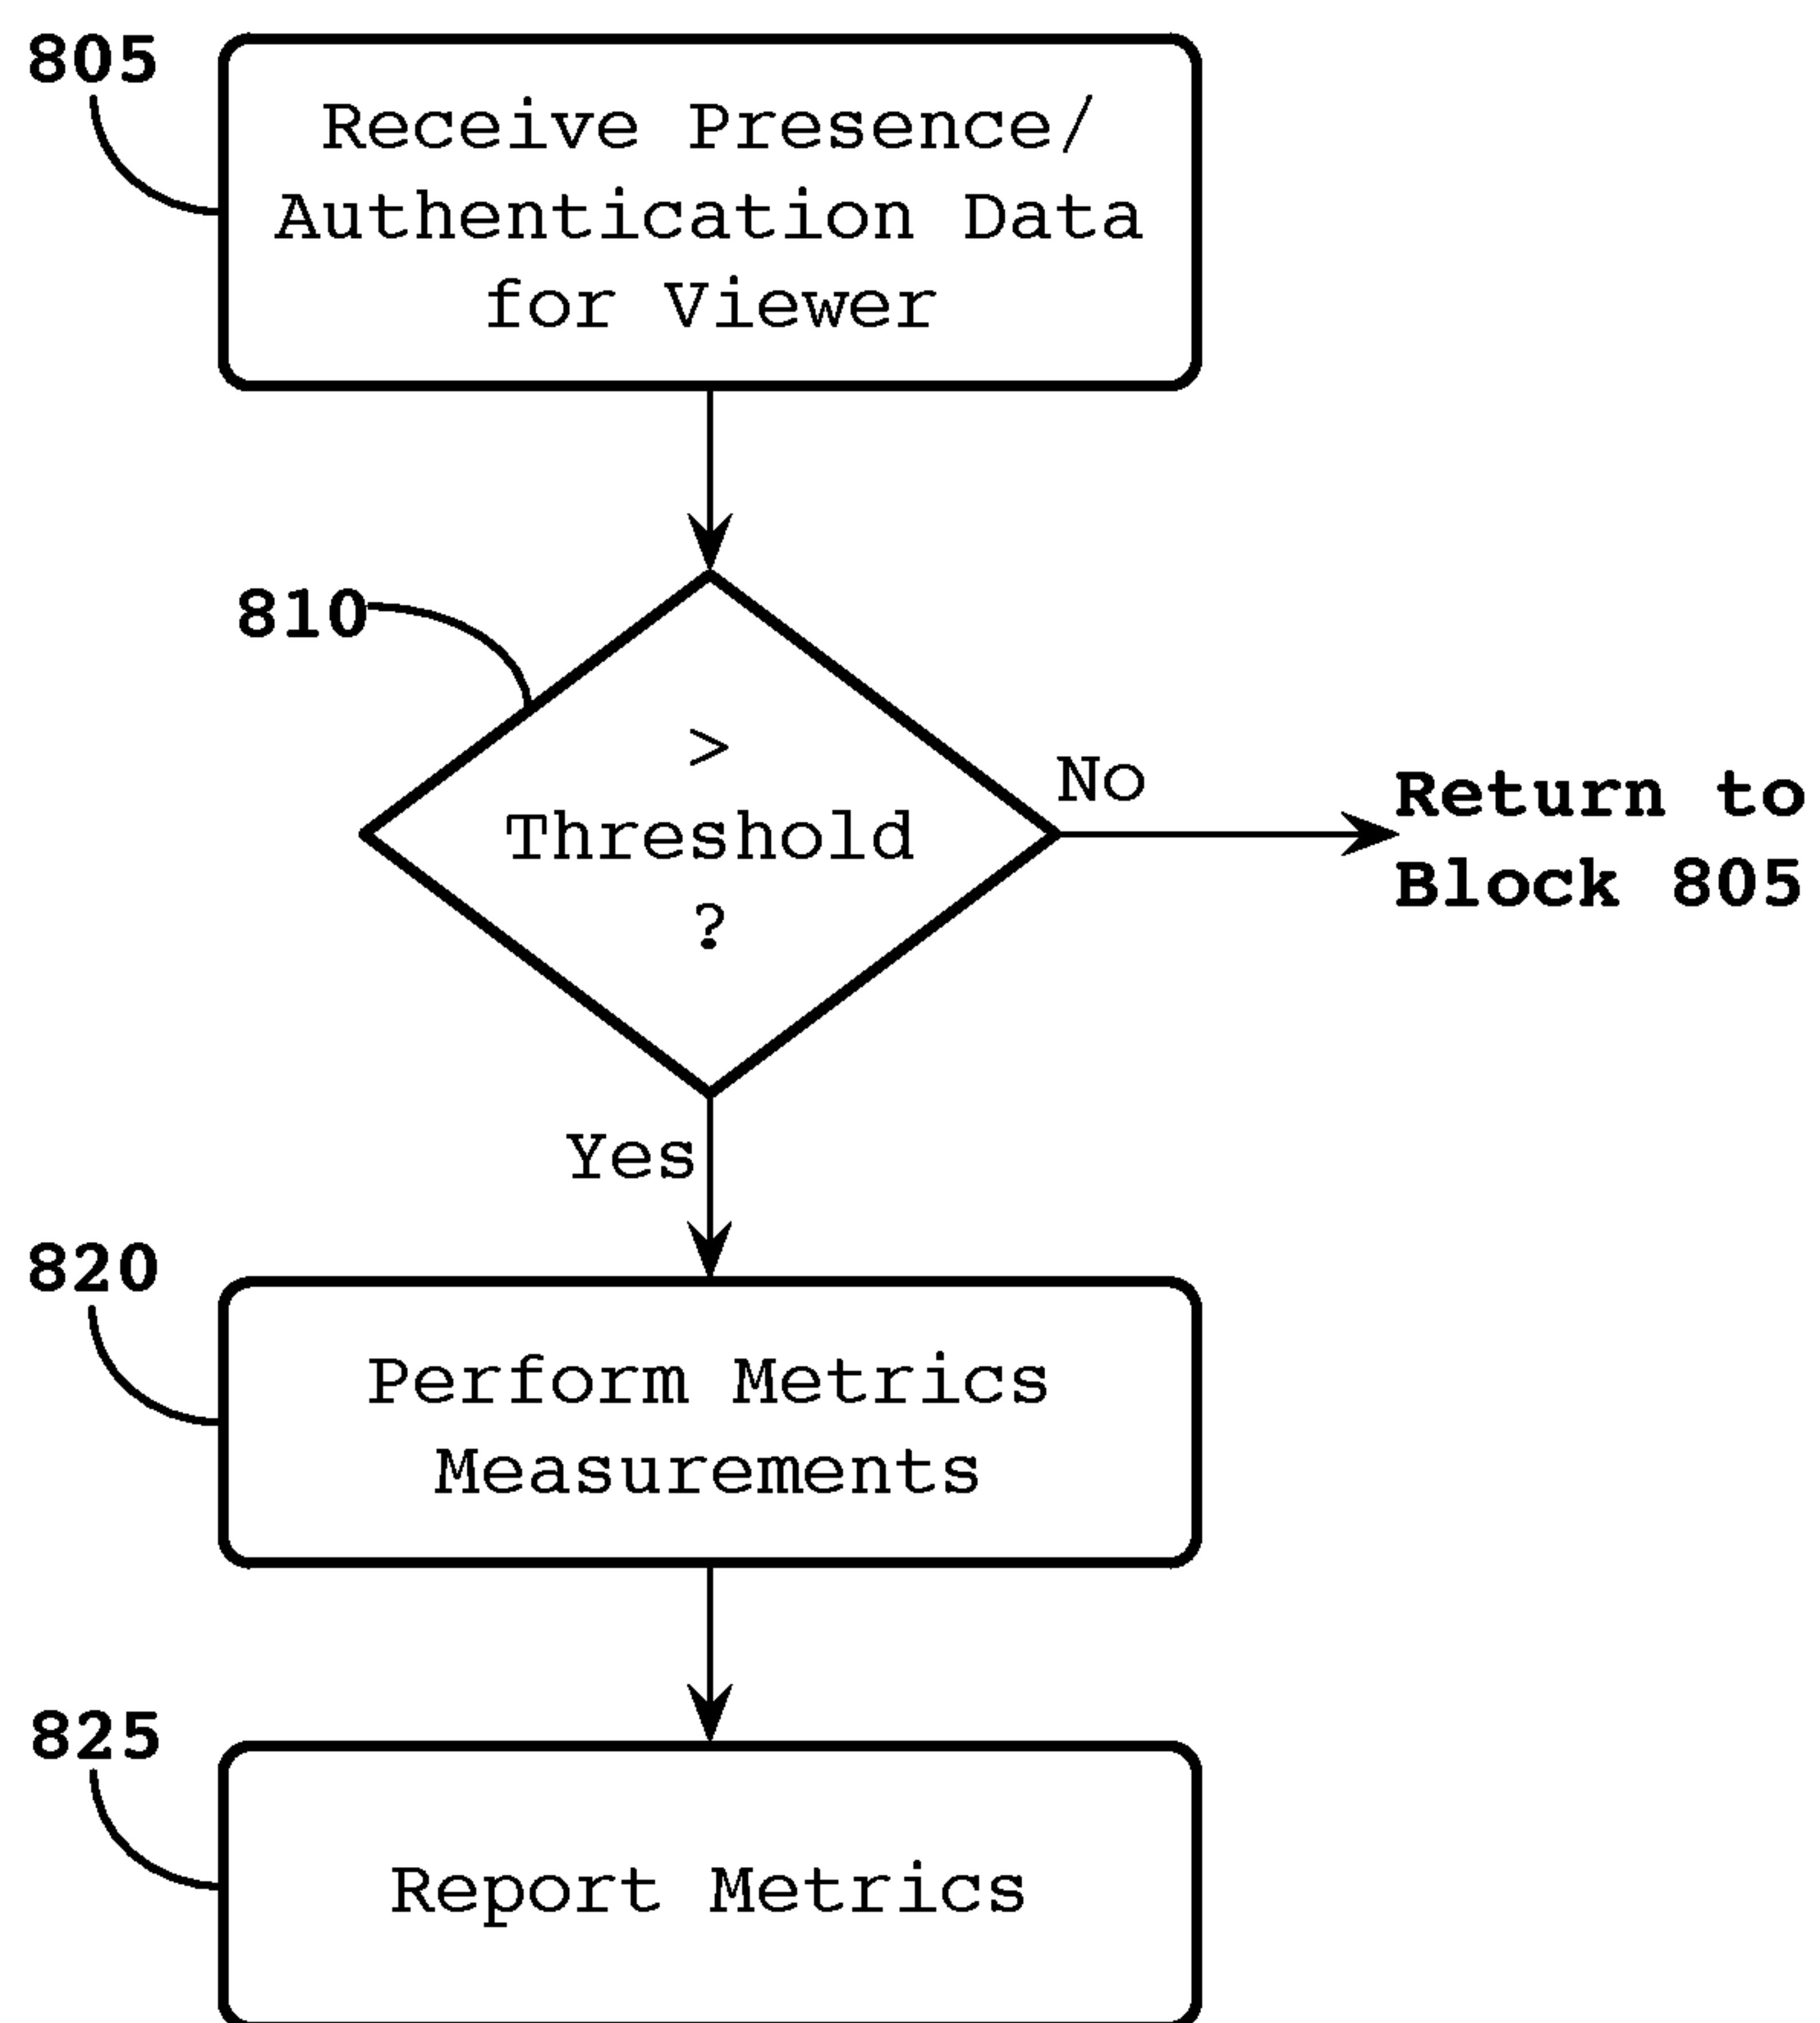 805
Receive Presence/
Authentication Data
for Viewer
810
>
Threshold
?
No
Return to
Block 805
Yes
820
Perform Metrics
Measurements
825
Report Metrics